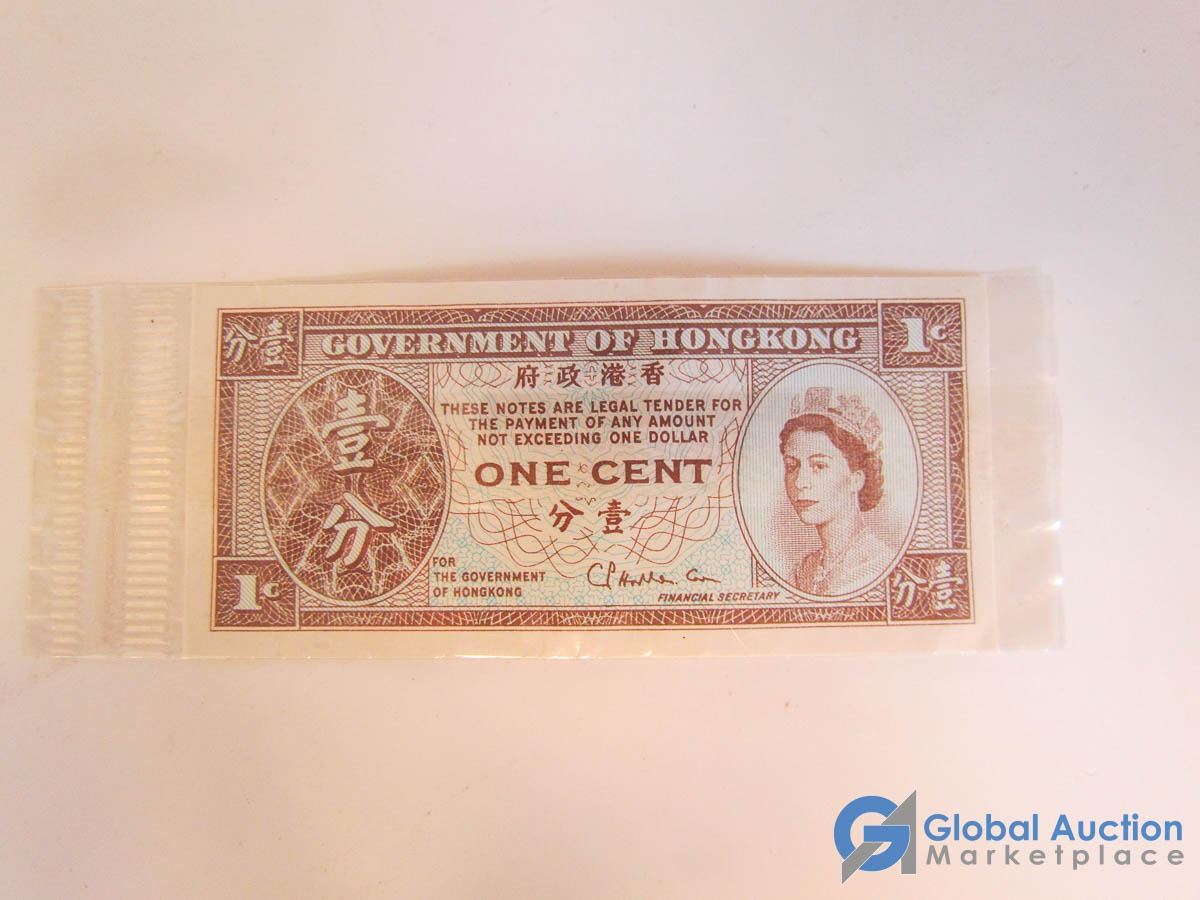 壹分
GOVERNMENT OF HONGKONG
1C
香港政府
壹
分
THESE NOTES ARE LEGAL TENDER FOR
THE PAYMENT OF ANY AMOUNT
NOT EXCEEDING ONE DOLLAR
ONE CENT
壹分
FOR
THE GOVERNMENT
OF HONGKONG
FINANCIAL SECRETARY
1C
壹分
Global Auction
Marketplace